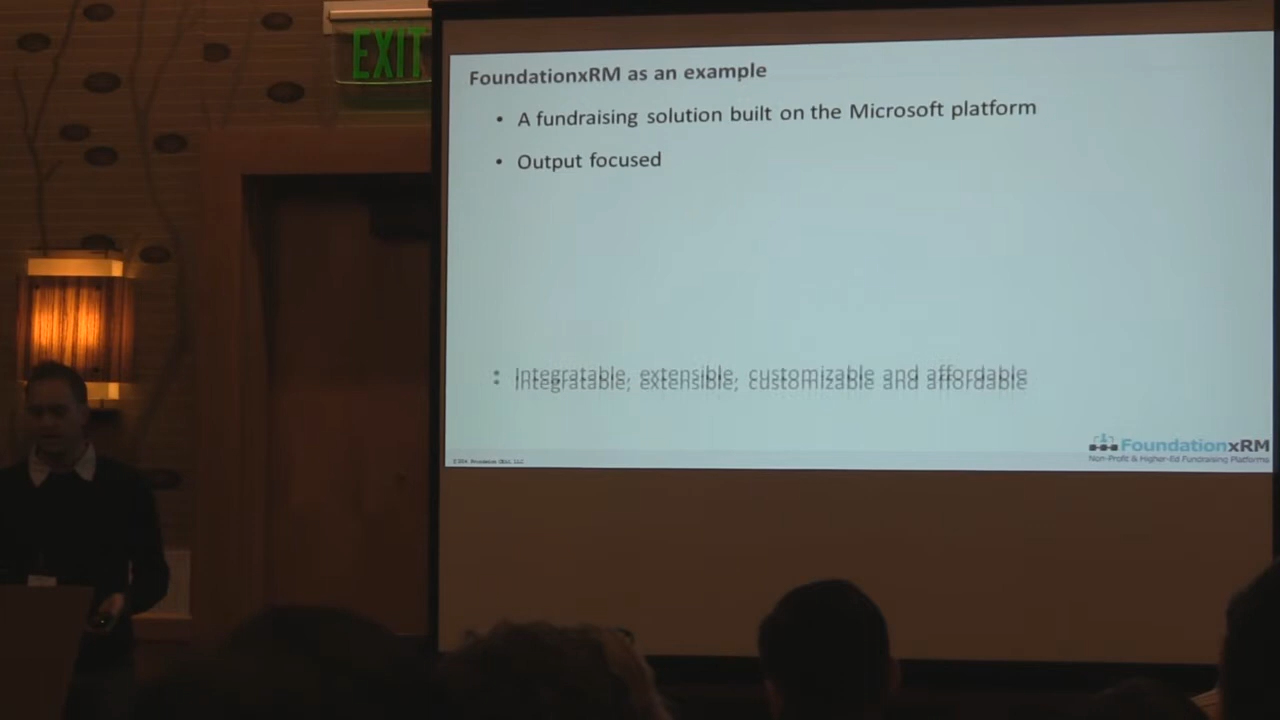 EXIT
FoundationxRM as an example
• A fundraising solution built on the Microsoft platform
• Output focused
• Integratable, extensible, customizable and affordable
FoundationxRM
Non-Profit & Higher-Ed Fundraising Platforms